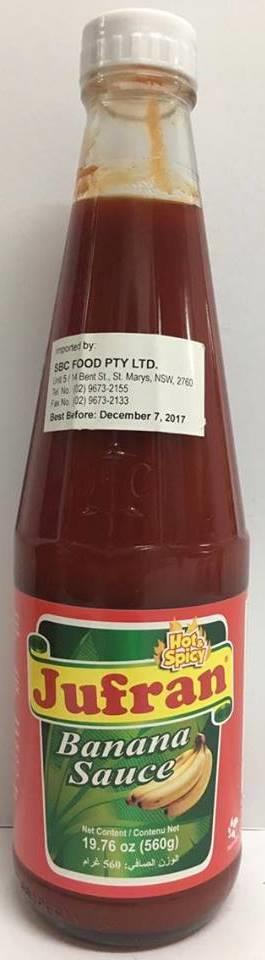 Imported by:
SBC FOOD PTY LTD.
Unit 5 / 14 Bent St., St. Marys, NSW, 2760
Tel. No. (02) 9673-2155
Fax No. (02) 9673-2133
Best Before: December 7, 2017
Hot &
Spicy
Jufran
Banana
Sauce
Net Content / Contenu Net
19.76 oz (560g)
الوزن الصافي: 560 غرام